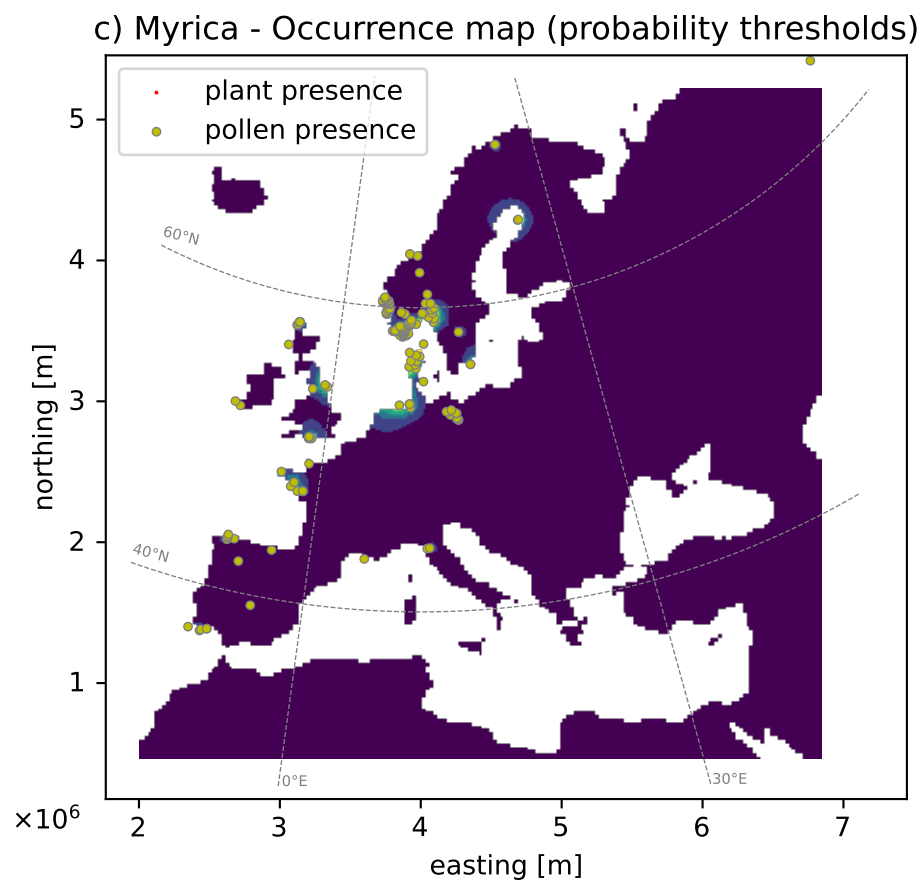 c) Myrica - Occurrence map (probability thresholds)
plant presence
pollen presence
5
4
3
2
1
northing [m]
60°N
40°N
0°E
30°E
×10⁶
2 3 4 5 6 7
easting [m]